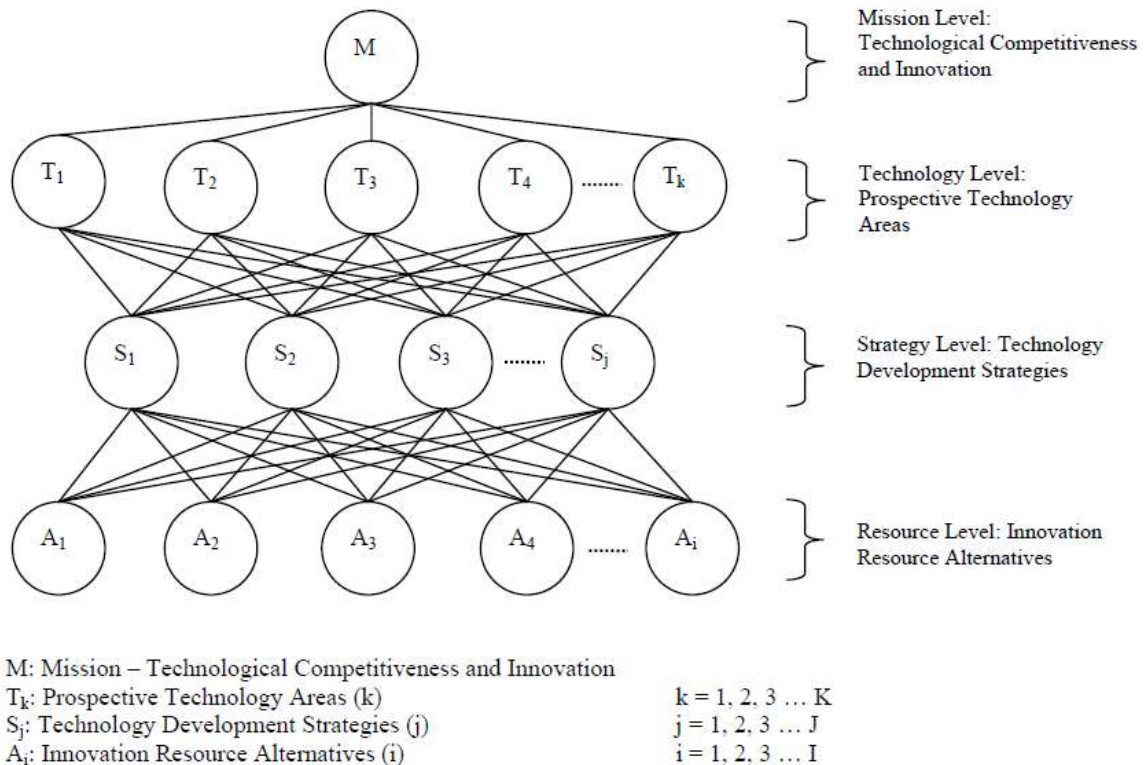 Mission Level:
Technological Competitiveness
and Innovation
M
T₁ T₂ T₃ T₄ ........ Tₖ
Technology Level:
Prospective Technology
Areas
S₁ S₂ S₃ ........ Sⱼ
Strategy Level: Technology
Development Strategies
A₁ A₂ A₃ A₄ ........ Aᵢ
Resource Level: Innovation
Resource Alternatives
M: Mission – Technological Competitiveness and Innovation
Tₖ: Prospective Technology Areas (k) k = 1, 2, 3 … K
Sⱼ: Technology Development Strategies (j) j = 1, 2, 3 … J
Aᵢ: Innovation Resource Alternatives (i) i = 1, 2, 3 … I